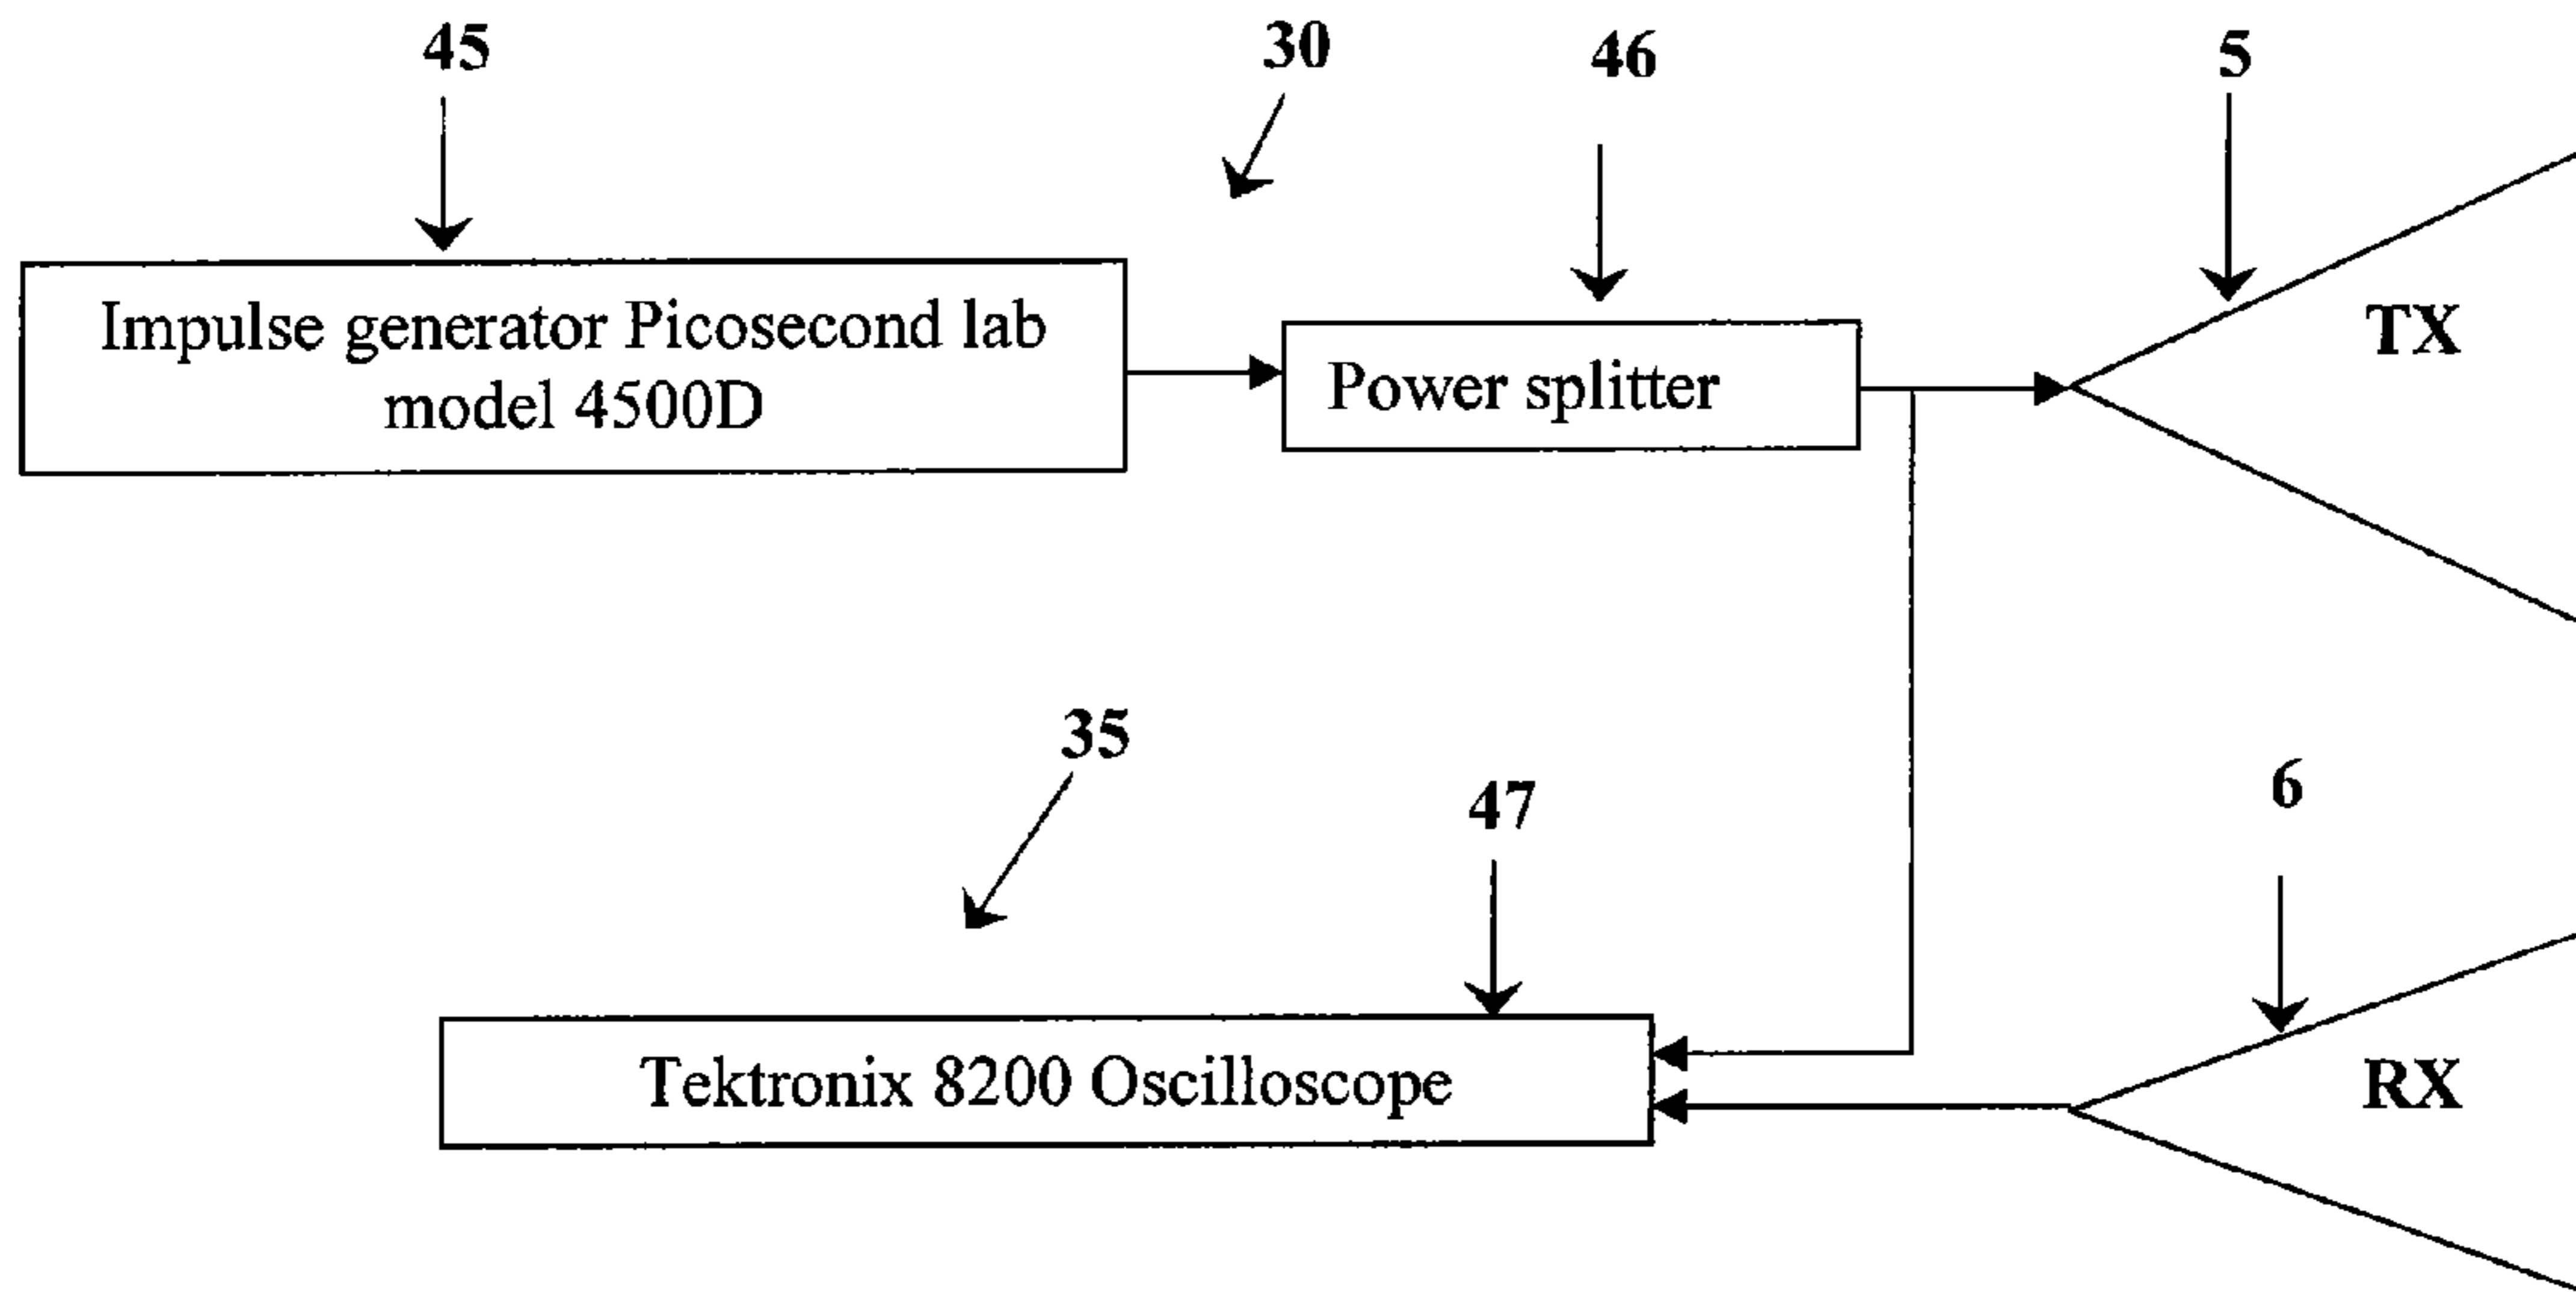 45
30
46
5
Impulse generator Picosecond lab
model 4500D
Power splitter
TX
35
47
6
Tektronix 8200 Oscilloscope
RX